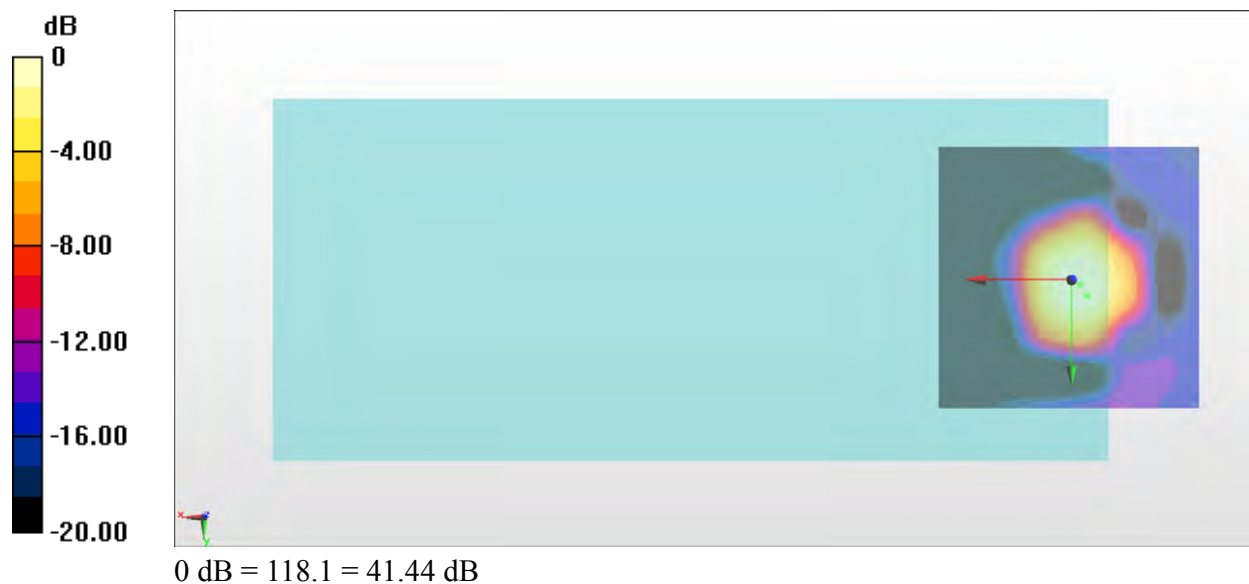 dB
0
-4.00
-8.00
-12.00
-16.00
-20.00
x
z
y
0 dB = 118.1 = 41.44 dB